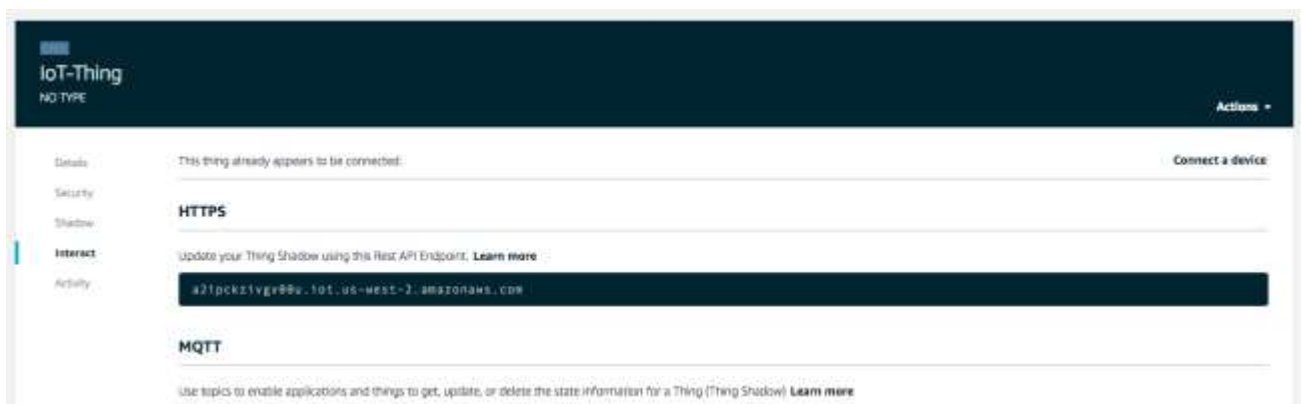 IoT-Thing
NO TYPE
Actions
Details
Security
Shadow
Interact
Activity
This thing already appears to be connected.
Connect a device
HTTPS
Update your Thing Shadow using this Rest API Endpoint. Learn more
.iot.us-west-2.amazonaws.com
MQTT
Use topics to enable applications and things to get, update, or delete the state information for a Thing (Thing Shadow) Learn more